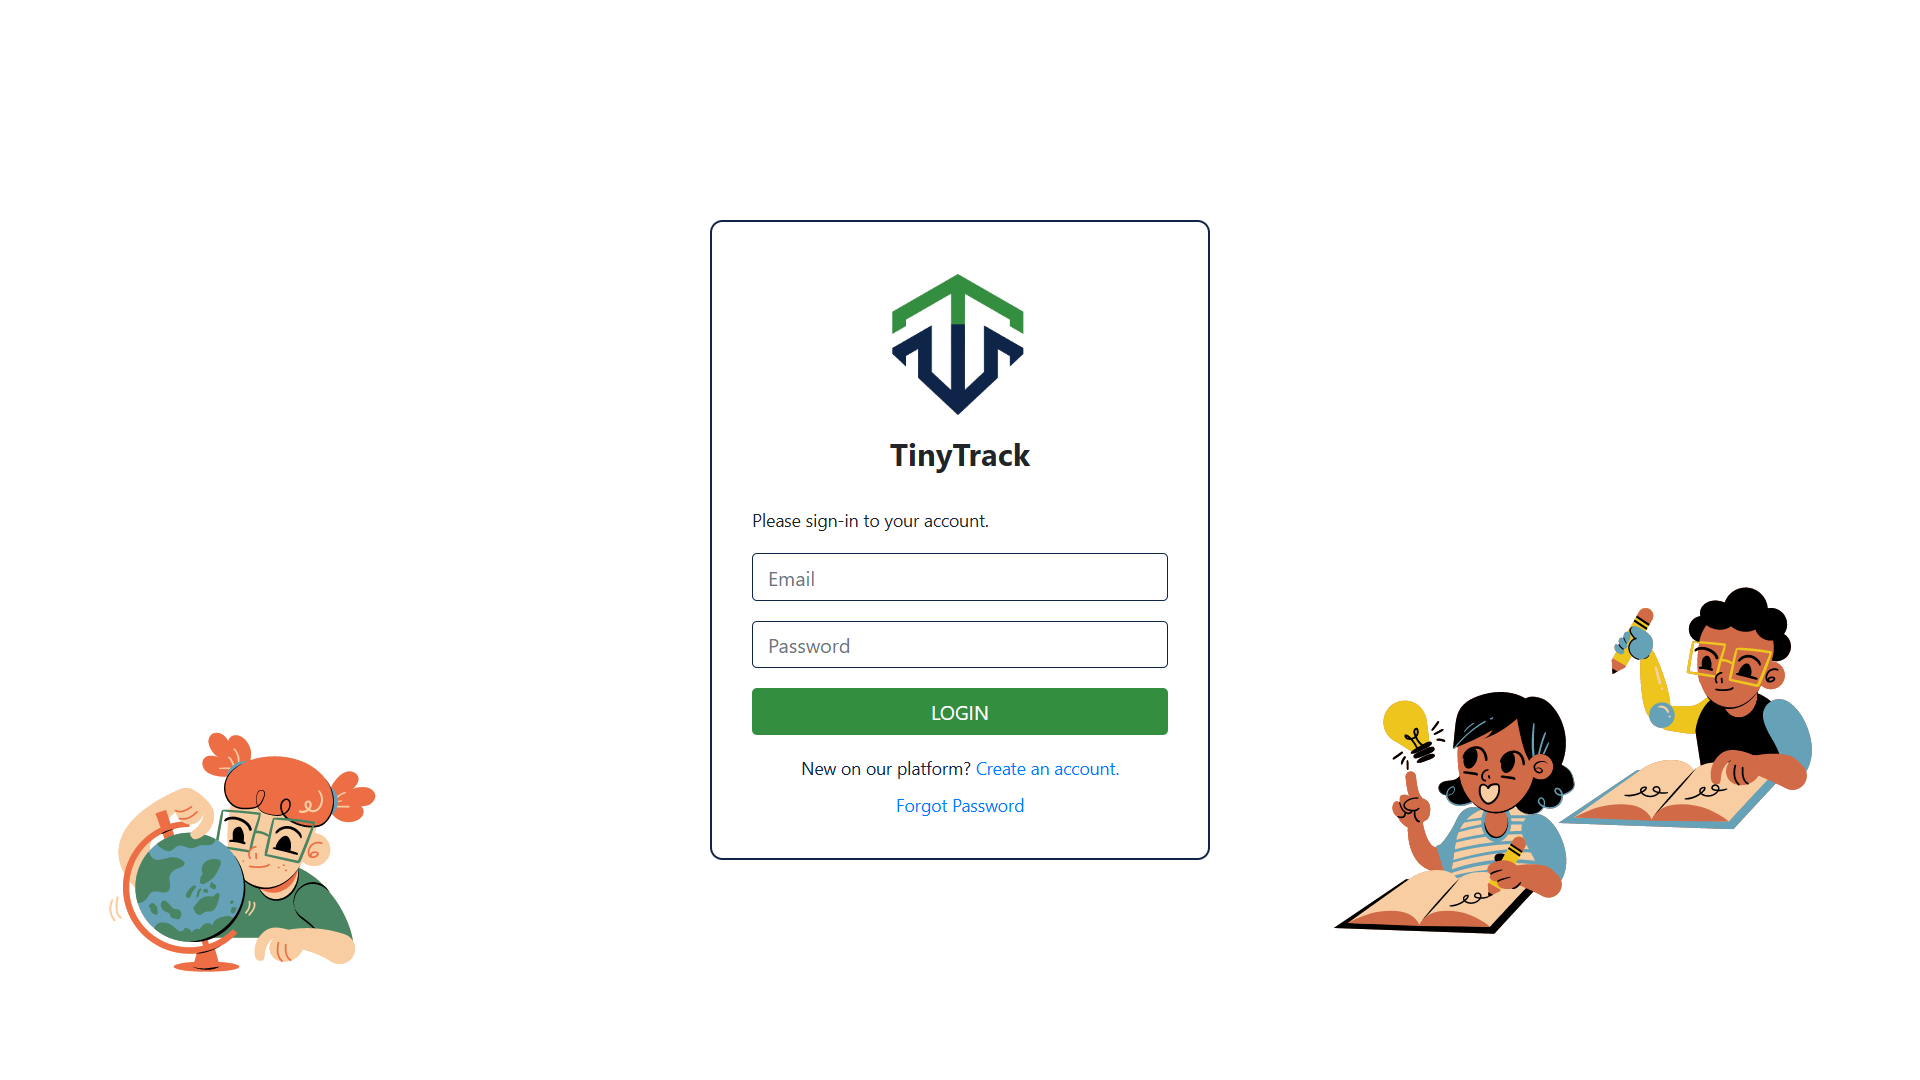 TinyTrack
Please sign-in to your account.
Email
Password
LOGIN
New on our platform? Create an account.
Forgot Password